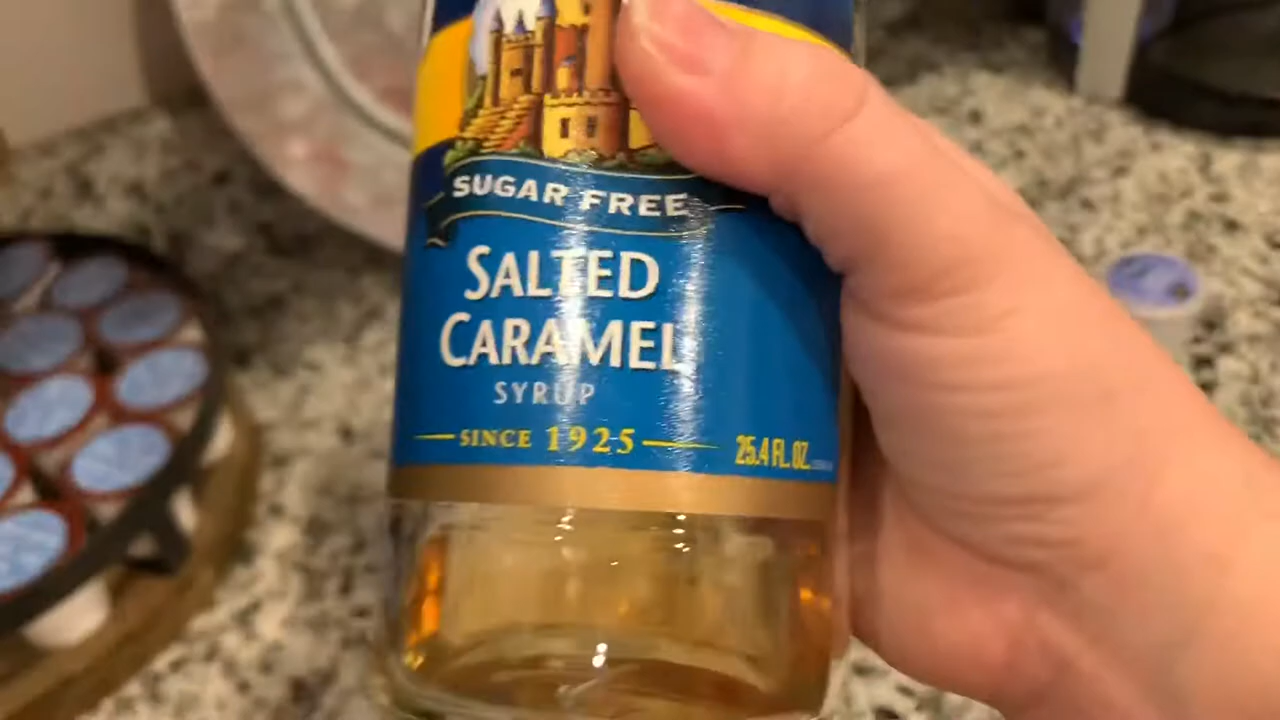 SUGAR FREE
SALTED
CARAMEL
SYRUP
SINCE 1925
25.4 FL. OZ.